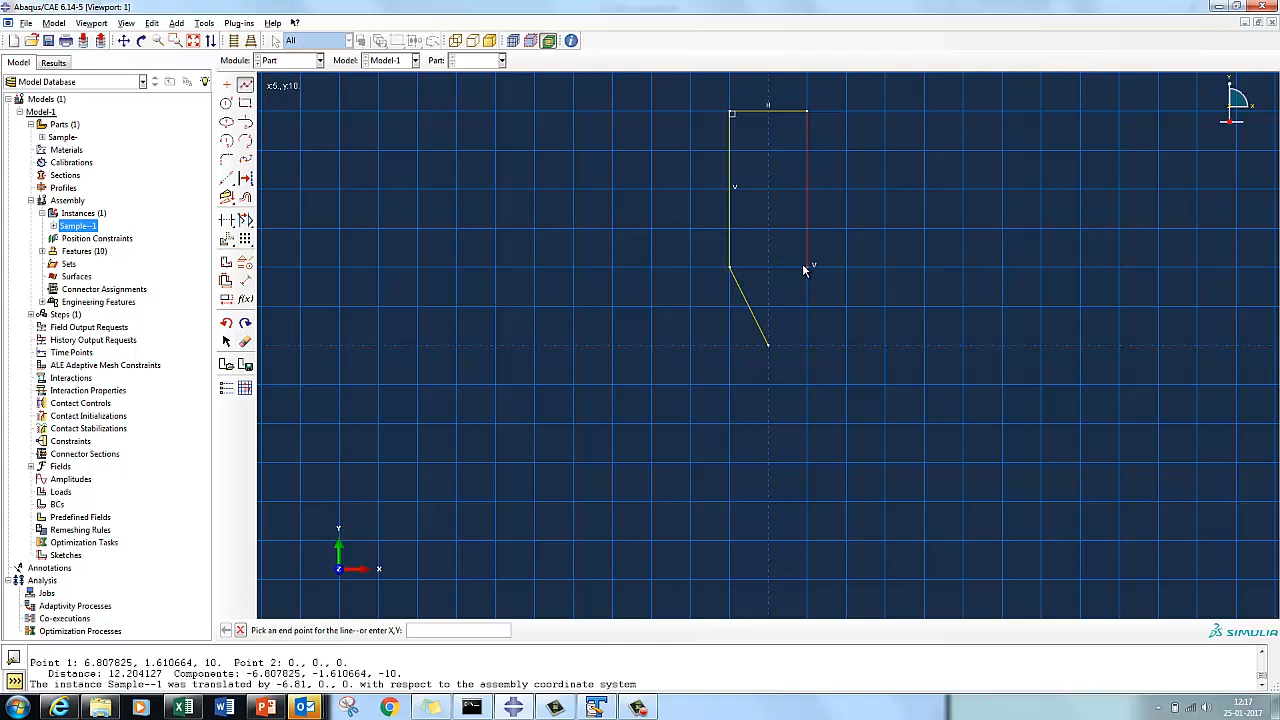 Abaqus/CAE 6.14-5 [Viewport: 1]
File Model Viewport View Edit Add Tools Plug-ins Help
All
Model Results Module: Part Model: Model-1 Part:
Model Database
x:5., y:10.
Models (1)
Model-1
Parts (1)
Sample-
Materials
Calibrations
Sections
Profiles
Assembly
Instances (1)
Sample--1
Position Constraints
Features (10)
Sets
Surfaces
Connector Assignments
Engineering Features
Steps (1)
Field Output Requests
History Output Requests
Time Points
ALE Adaptive Mesh Constraints
Interactions
Interaction Properties
Contact Controls
Contact Initializations
Contact Stabilizations
Constraints
Connector Sections
Fields
Amplitudes
Loads
BCs
Predefined Fields
Remeshing Rules
Optimization Tasks
Sketches
Annotations
Analysis
Jobs
Adaptivity Processes
Co-executions
Optimization Processes
f(x)
H
V
V
Y
X
Y
Z
X
Pick an end point for the line--or enter X,Y:
SIMULIA
Point 1: 6.807825, 1.610664, 10. Point 2: 0., 0., 0.
Distance: 12.204127 Components: -6.807825, -1.610664, -10.
The instance Sample--1 was translated by -6.81, 0., 0. with respect to the assembly coordinate system
12:17
25-01-2017